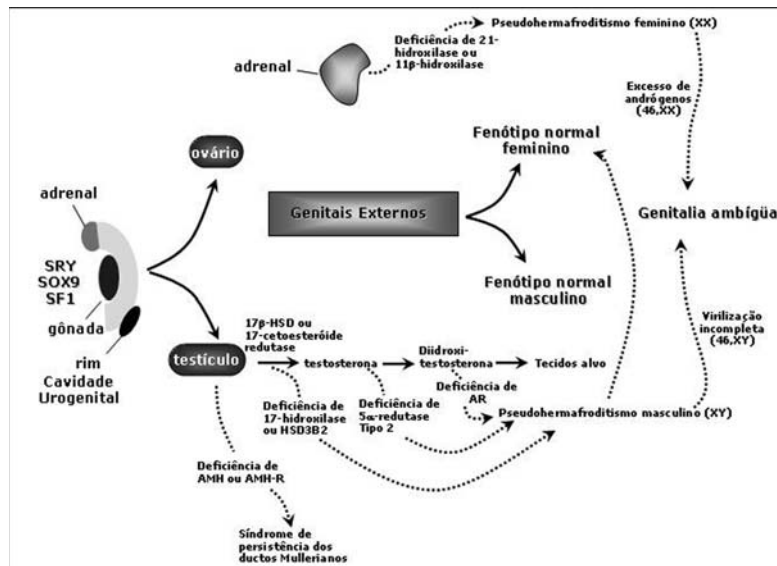 Pseudohermafroditismo feminino (XX)
Deficiência de 21-
hidroxilase ou
11β-hidroxilase
adrenal
Excesso de
andrógenos
(46,XX)
ovário
Fenótipo normal
feminino
adrenal
Genitais Externos
Genitalia ambígüa
SRY
SOX9
SF1
gônada
Fenótipo normal
masculino
rim
Cavidade
Urogenital
17β-HSD ou
17-cetoesteróide
redutase
Virilização
incompleta
(46,XY)
testículo
testosterona
Diidroxi-
testosterona
Tecidos alvo
Deficiência de
AR
Deficiência de
17-hidroxilase
ou HSD3B2
Deficiência de
5α-redutase
Tipo 2
Pseudohermafroditismo masculino (XY)
Deficiência de
AMH ou AMH-R
Síndrome de
persistência dos
ductos Mullerianos